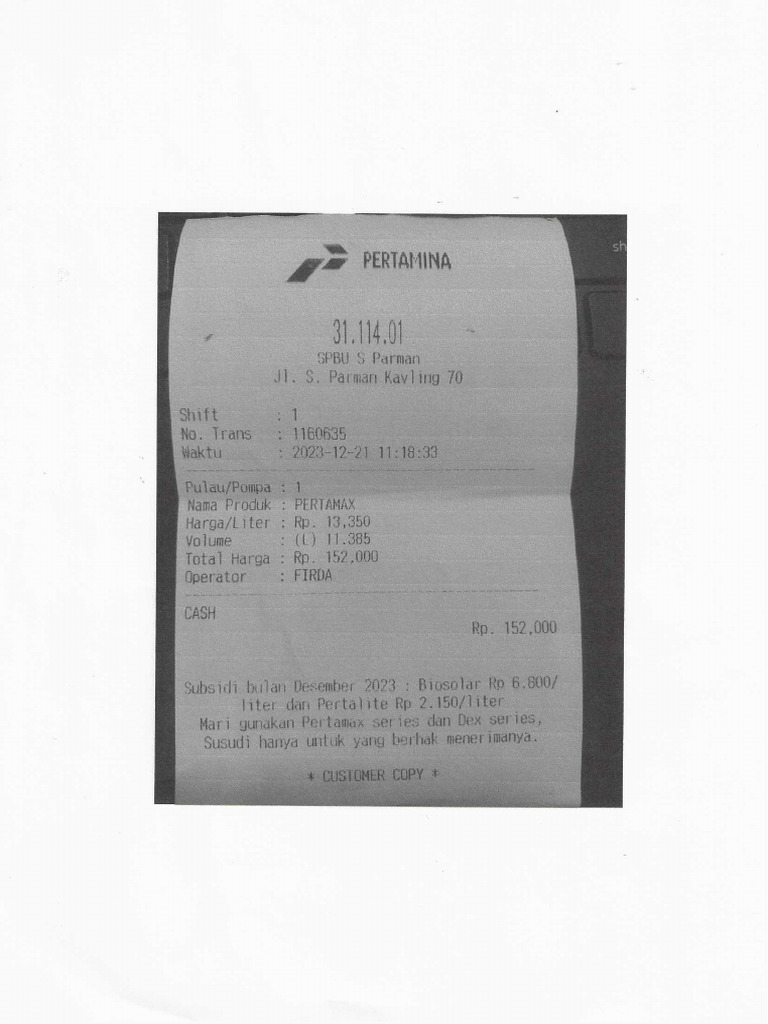 sh
PERTAMINA
31.114.01
SPBU S Parman
Jl. S. Parman Kavling 70
Shift : 1
No. Trans : 1160635
Waktu : 2023-12-21 11:18:33
Pulau/Pompa : 1
Nama Produk : PERTAMAX
Harga/Liter : Rp. 13,350
Volume : (L) 11.385
Total Harga : Rp. 152,000
Operator : FIRDA
CASH
Rp. 152,000
Subsidi bulan Desember 2023 : Biosolar Rp 6.800/
liter dan Pertalite Rp 2.150/liter
Mari gunakan Pertamax series dan Dex series,
Susudi hanya untuk yang berhak menerimanya.
* CUSTOMER COPY *